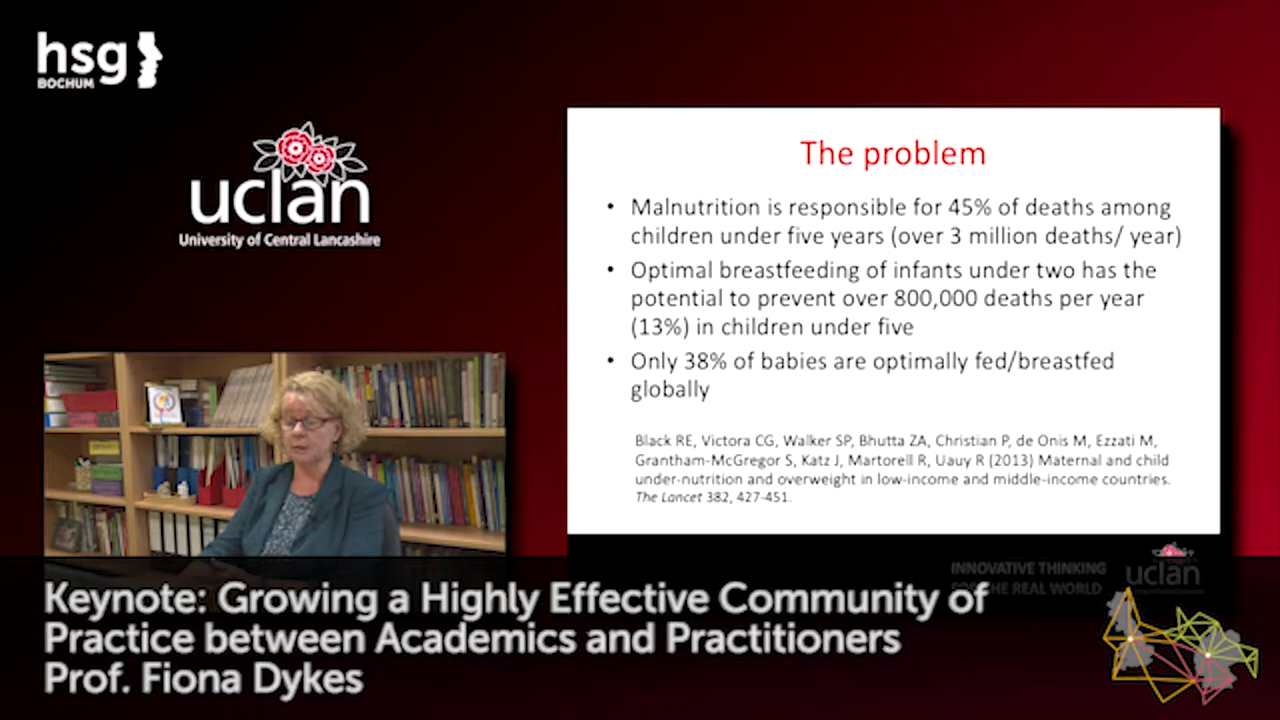 hsg
BOCHUM
uclan
University of Central Lancashire
The problem
• Malnutrition is responsible for 45% of deaths among
children under five years (over 3 million deaths/ year)
• Optimal breastfeeding of infants under two has the
potential to prevent over 800,000 deaths per year
(13%) in children under five
• Only 38% of babies are optimally fed/breastfed
globally
Black RE, Victora CG, Walker SP, Bhutta ZA, Christian P, de Onis M, Ezzati M,
Grantham-McGregor S, Katz J, Martorell R, Uauy R (2013) Maternal and child
under-nutrition and overweight in low-income and middle-income countries.
The Lancet 382, 427-451.
INNOVATIVE THINKING
FOR THE REAL WORLD
uclan
Keynote: Growing a Highly Effective Community of
Practice between Academics and Practitioners
Prof. Fiona Dykes